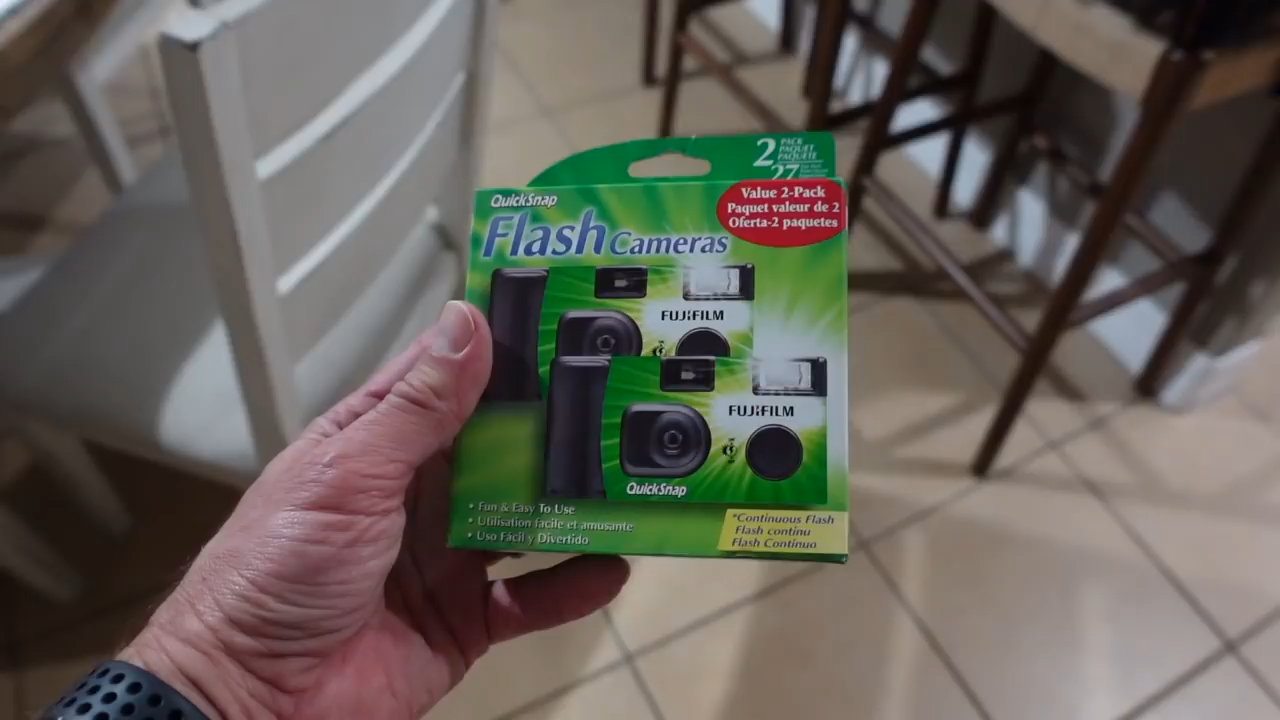 2 PACK
PAQUET
PAQUETE
27
QuickSnap
Value 2-Pack
Paquet valeur de 2
Oferta-2 paquetes
Flash Cameras
FUJIFILM
FUJIFILM
QuickSnap
• Fun & Easy To Use
• Utilisation facile et amusante
• Uso Fácil y Divertido
*Continuous Flash
Flash continu
Flash Continuo